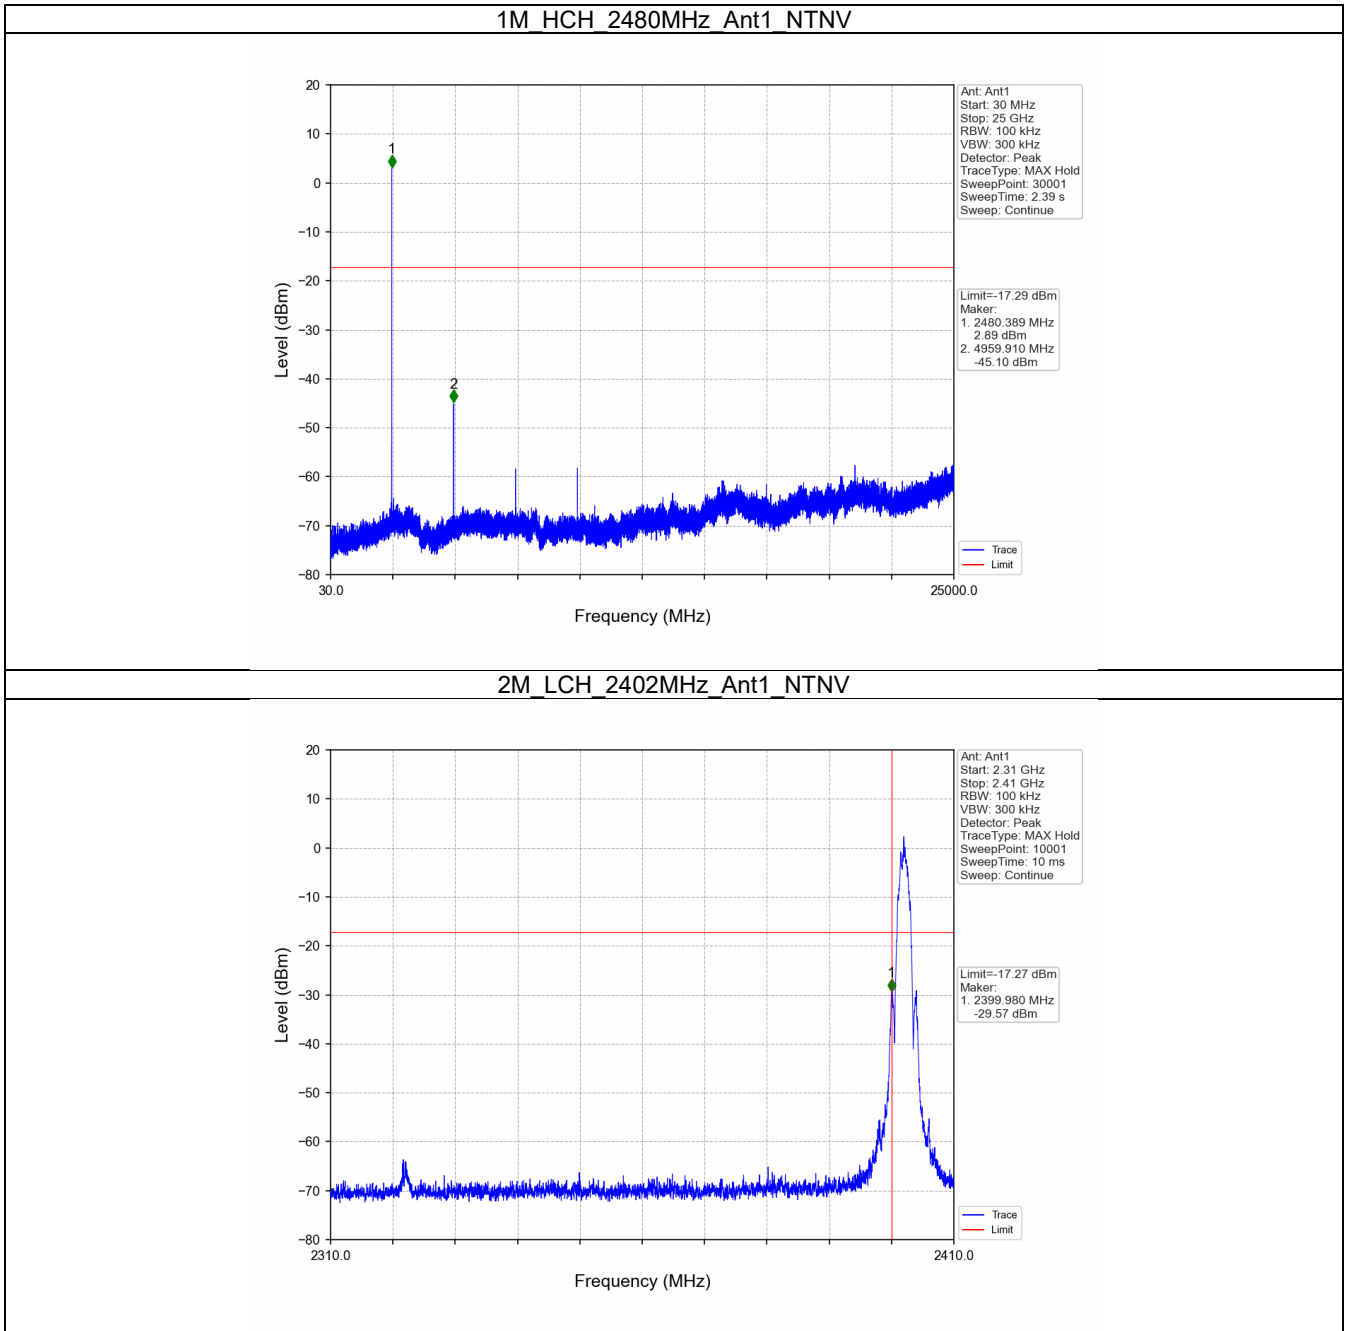 1M_HCH_2480MHz_Ant1_NTNV
20
10
0
−10
−20
−30
−40
−50
−60
−70
−80
Level (dBm)
1
2
30.0
25000.0
Frequency (MHz)
Ant: Ant1
Start: 30 MHz
Stop: 25 GHz
RBW: 100 kHz
VBW: 300 kHz
Detector: Peak
TraceType: MAX Hold
SweepPoint: 30001
SweepTime: 2.39 s
Sweep: Continue
Limit=-17.29 dBm
Maker:
1. 2480.389 MHz
2.89 dBm
2. 4959.910 MHz
-45.10 dBm
Trace
Limit
2M_LCH_2402MHz_Ant1_NTNV
20
10
0
−10
−20
−30
−40
−50
−60
−70
−80
Level (dBm)
1
2310.0
2410.0
Frequency (MHz)
Ant: Ant1
Start: 2.31 GHz
Stop: 2.41 GHz
RBW: 100 kHz
VBW: 300 kHz
Detector: Peak
TraceType: MAX Hold
SweepPoint: 10001
SweepTime: 10 ms
Sweep: Continue
Limit=-17.27 dBm
Maker:
1. 2399.980 MHz
-29.57 dBm
Trace
Limit